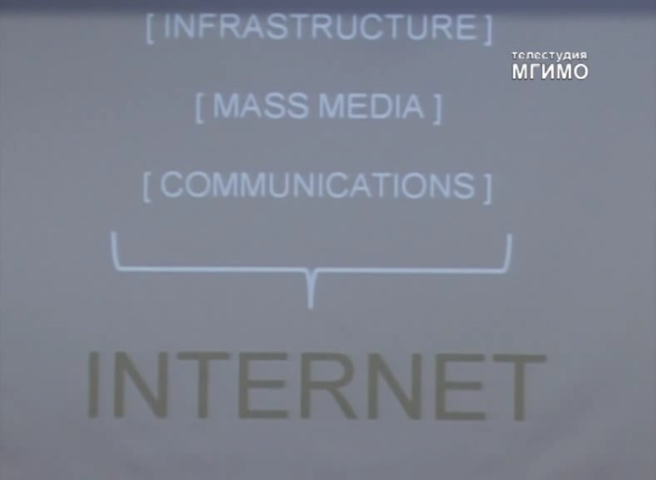 [ INFRASTRUCTURE ]
телестудия
МГИМО
[ MASS MEDIA ]
[ COMMUNICATIONS ]
INTERNET